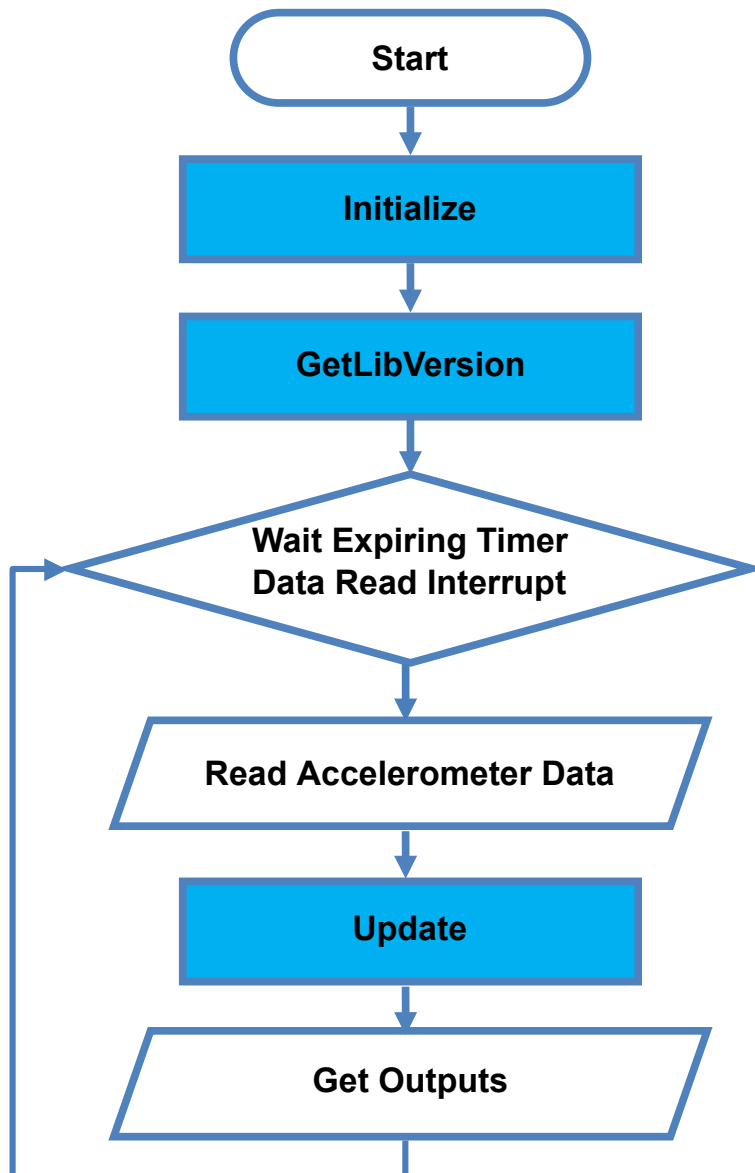 Start
Initialize
GetLibVersion
Wait Expiring Timer
Data Read Interrupt
Read Accelerometer Data
Update
Get Outputs